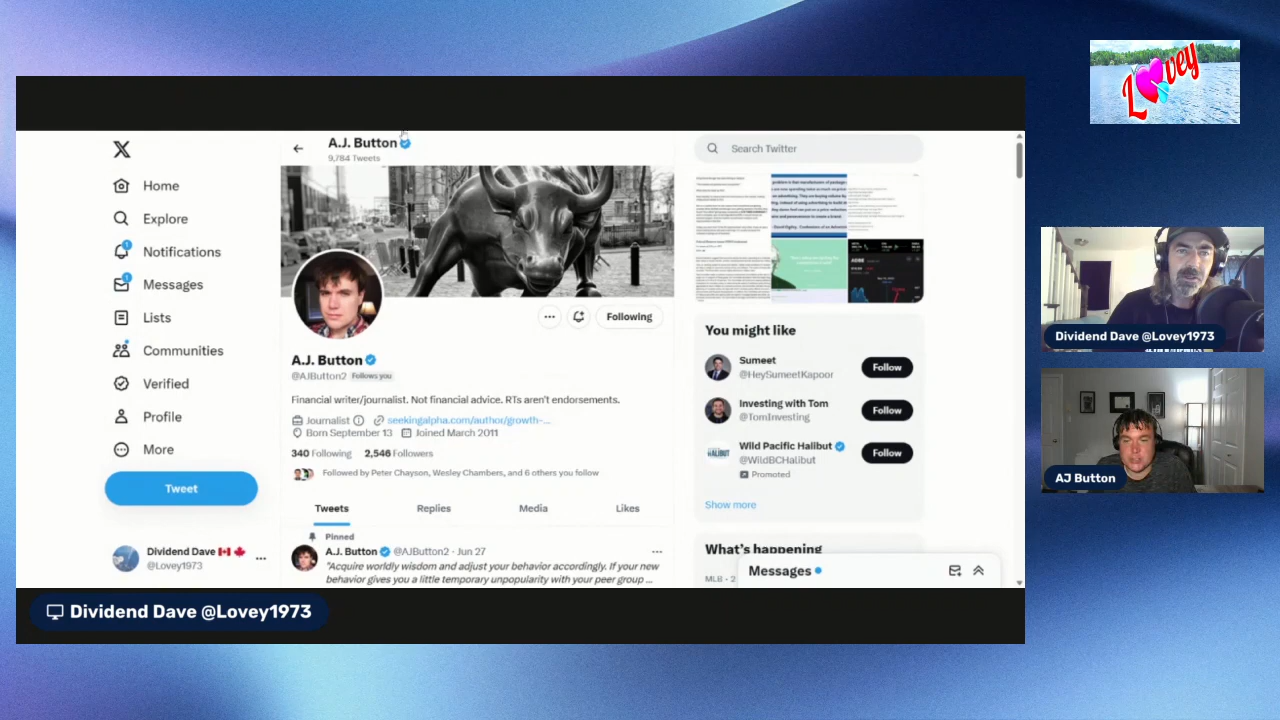 Lovey
A.J. Button
9,784 Tweets
Home
Explore
Notifications
Messages
Lists
Communities
Verified
Profile
More
Tweet
Dividend Dave
@Lovey1973
Following
A.J. Button
@AJButton2 Follows you
Financial writer/journalist. Not financial advice. RTs aren't endorsements.
Journalist seekingalpha.com/author/growth-...
Born September 13 Joined March 2011
340 Following 2,546 Followers
Followed by Peter Chayson, Wesley Chambers, and 6 others you follow
Tweets Replies Media Likes
Pinned
A.J. Button @AJButton2 · Jun 27
"Acquire worldly wisdom and adjust your behavior accordingly. If your new
behavior gives you a little temporary unpopularity with your peer group ...
Search Twitter
You might like
Sumeet
@HeySumeetKapoor
Follow
Investing with Tom
@TomInvesting
Follow
Wild Pacific Halibut
@WildBCHalibut
Promoted
Follow
Show more
What's happening
MLB
Messages
Dividend Dave @Lovey1973
AJ Button
Dividend Dave @Lovey1973